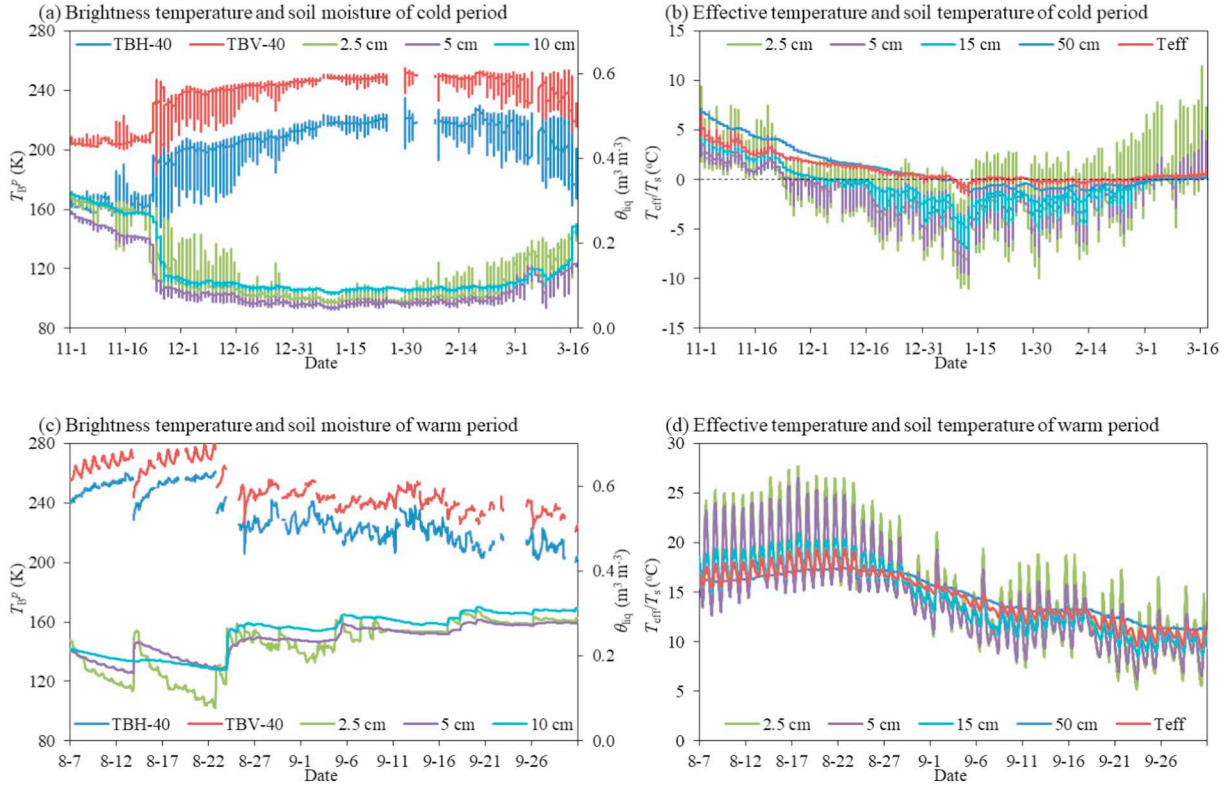 (a) Brightness temperature and soil moisture of cold period
280
TBH-40 TBV-40 2.5 cm 5 cm 10 cm
240
200
160
120
80
0.6
0.4
0.2
0.0
T_B^p (K)
θ_liq (m³ m⁻³)
11-1 11-16 12-1 12-16 12-31 1-15 1-30 2-14 3-1 3-16
Date
(b) Effective temperature and soil temperature of cold period
15
2.5 cm 5 cm 15 cm 50 cm Teff
10
5
0
-5
-10
-15
T_eff/T_s (°C)
11-1 11-16 12-1 12-16 12-31 1-15 1-30 2-14 3-1 3-16
Date
(c) Brightness temperature and soil moisture of warm period
280
240
200
160
120
80
0.6
0.4
0.2
0.0
T_B^p (K)
θ_liq (m³ m⁻³)
TBH-40 TBV-40 2.5 cm 5 cm 10 cm
8-7 8-12 8-17 8-22 8-27 9-1 9-6 9-11 9-16 9-21 9-26
Date
(d) Effective temperature and soil temperature of warm period
30
25
20
15
10
5
0
T_eff/T_s (°C)
2.5 cm 5 cm 15 cm 50 cm Teff
8-7 8-12 8-17 8-22 8-27 9-1 9-6 9-11 9-16 9-21 9-26
Date